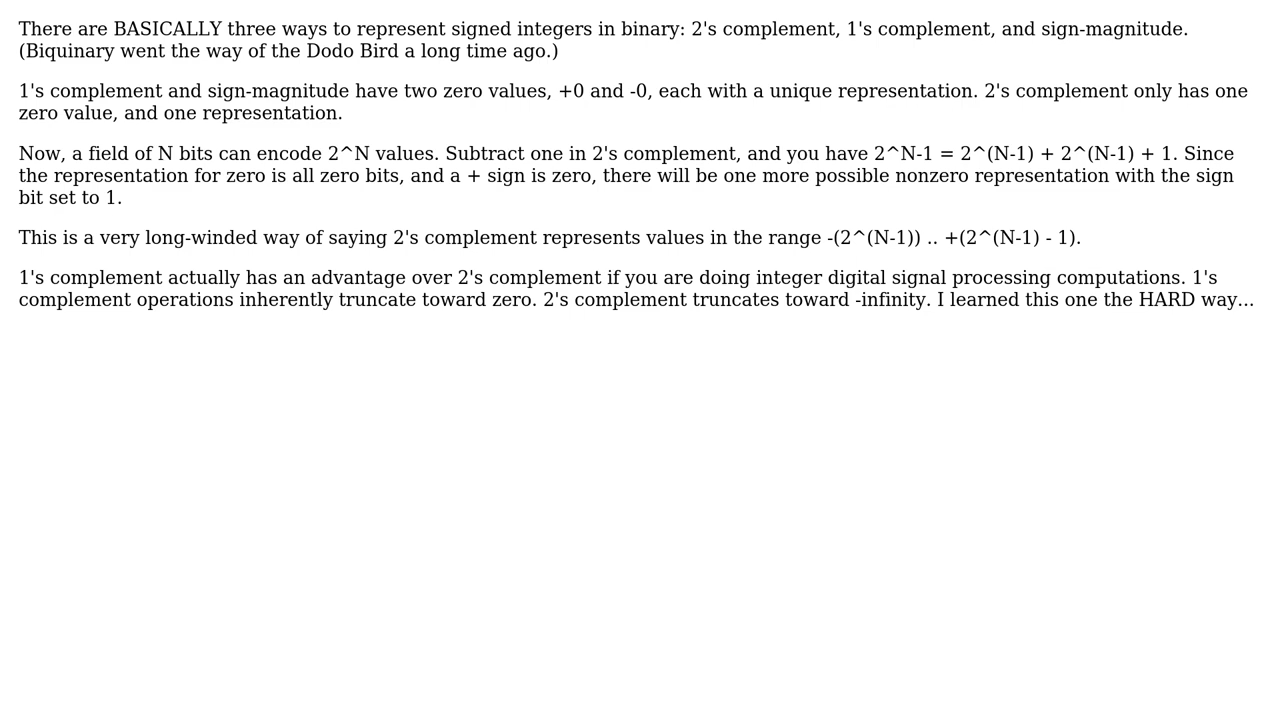 There are BASICALLY three ways to represent signed integers in binary: 2's complement, 1's complement, and sign-magnitude.
(Biquinary went the way of the Dodo Bird a long time ago.)
1's complement and sign-magnitude have two zero values, +0 and -0, each with a unique representation. 2's complement only has one
zero value, and one representation.
Now, a field of N bits can encode 2^N values. Subtract one in 2's complement, and you have 2^N-1 = 2^(N-1) + 2^(N-1) + 1. Since
the representation for zero is all zero bits, and a + sign is zero, there will be one more possible nonzero representation with the sign
bit set to 1.
This is a very long-winded way of saying 2's complement represents values in the range -(2^(N-1)) .. +(2^(N-1) - 1).
1's complement actually has an advantage over 2's complement if you are doing integer digital signal processing computations. 1's
complement operations inherently truncate toward zero. 2's complement truncates toward -infinity. I learned this one the HARD way...